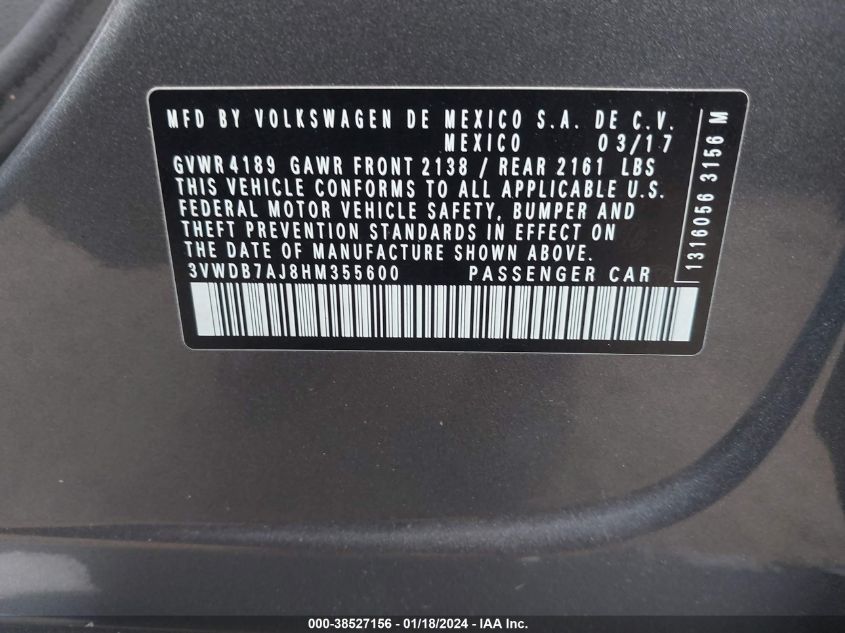 MFD BY VOLKSWAGEN DE MEXICO S.A. DE C.V.
MEXICO 03/17
GVWR 4189 GAWR FRONT 2138 / REAR 2161 LBS
THIS VEHICLE CONFORMS TO ALL APPLICABLE U.S.
FEDERAL MOTOR VEHICLE SAFETY, BUMPER AND
THEFT PREVENTION STANDARDS IN EFFECT ON
THE DATE OF MANUFACTURE SHOWN ABOVE.
3VWDB7AJ8HM355600 PASSENGER CAR
1316056 3156 M
000-38527156 - 01/18/2024 - IAA Inc.